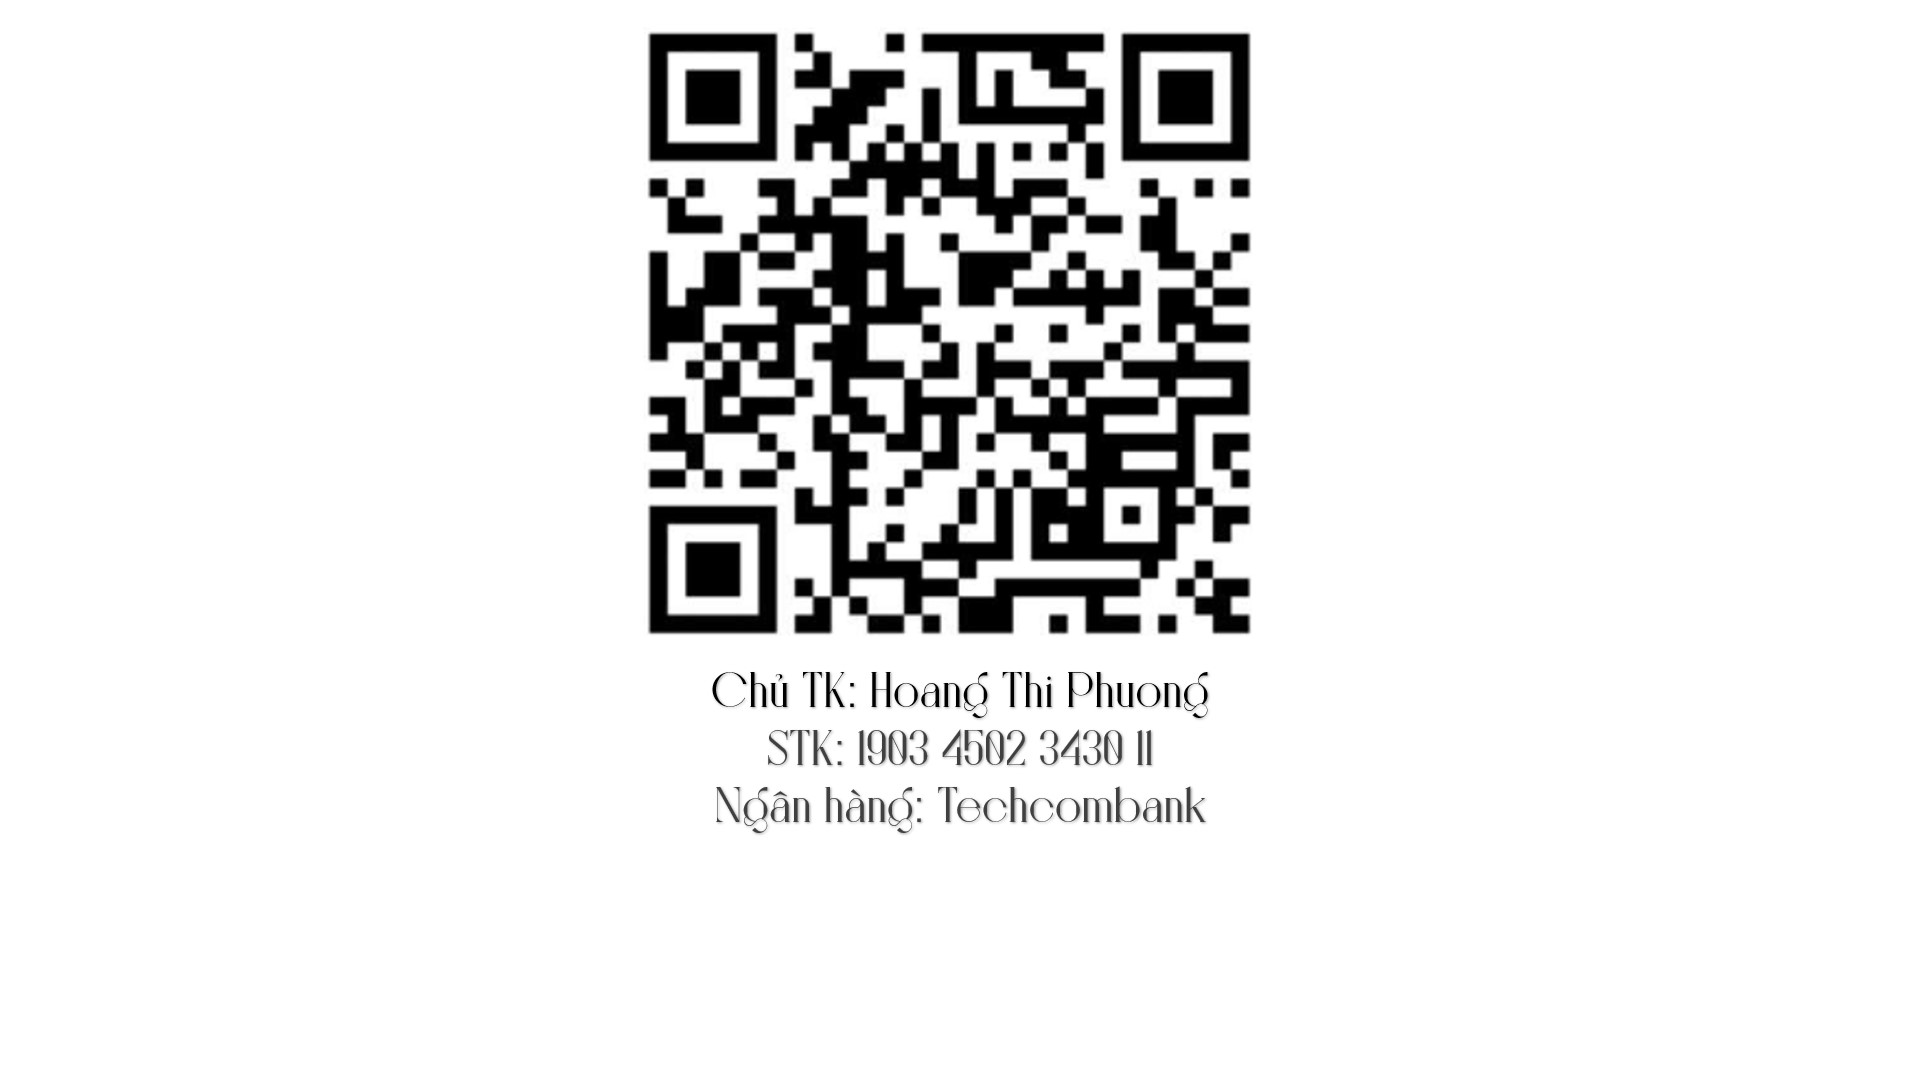 Chủ TK: Hoang Thi Phuong
STK: 1903 4502 3430 11
Ngân hàng: Techcombank